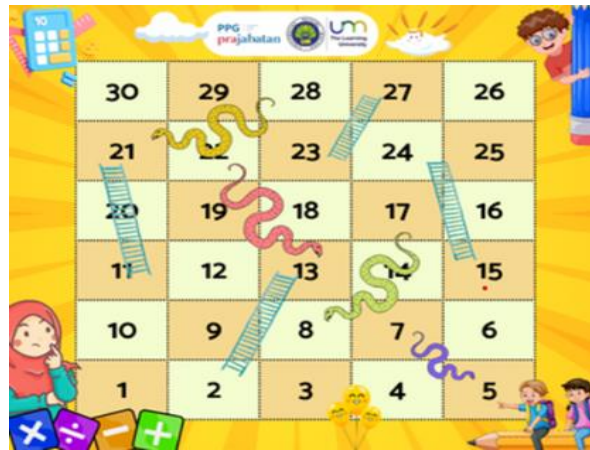 10
PPG
prajabatan
UM
The Learning
University
30 29 28 27 26
21 22 23 24 25
20 19 18 17 16
11 12 13 14 15
10 9 8 7 6
1 2 3 4 5
× ÷ − +